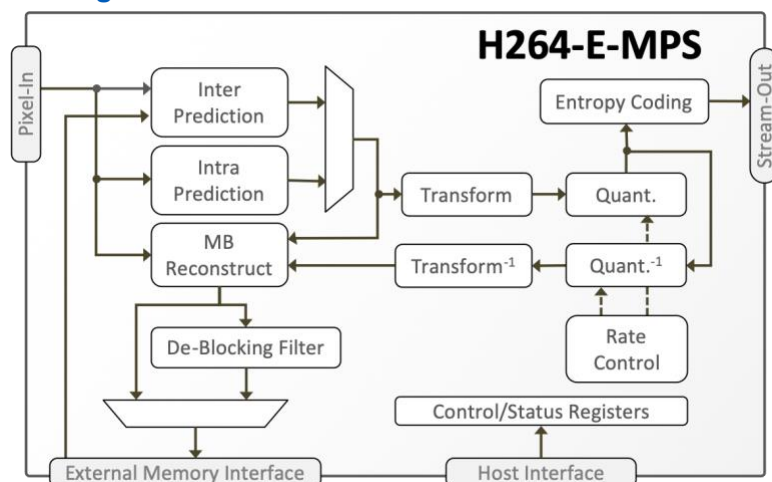 H264-E-MPS
Pixel-In
Inter
Prediction
Entropy Coding
Stream-Out
Intra
Prediction
Transform
Quant.
MB
Reconstruct
Transform-1
Quant.-1
De-Blocking Filter
Rate
Control
Control/Status Registers
External Memory Interface
Host Interface